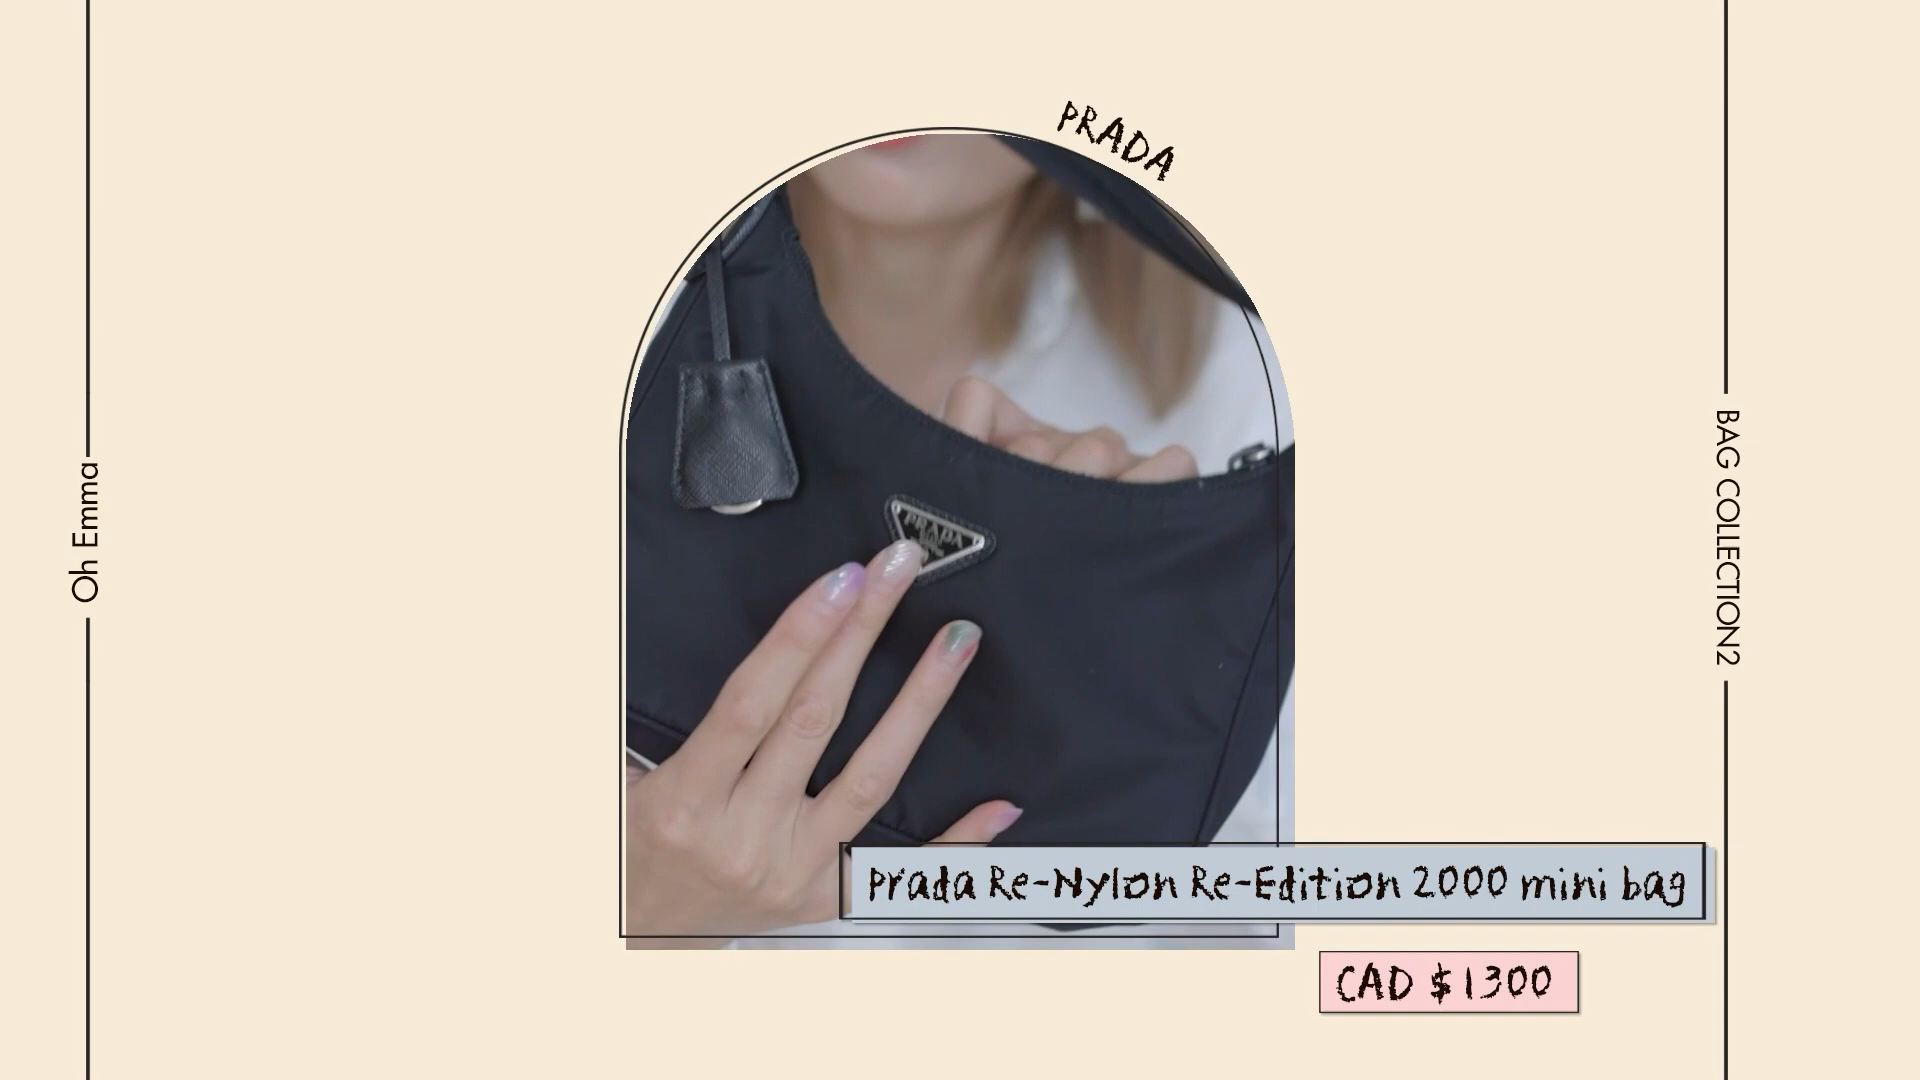 PRADA
Oh Emma
BAG COLLECTION2
PRADA
Prada Re-Nylon Re-Edition 2000 mini bag
CAD $1300